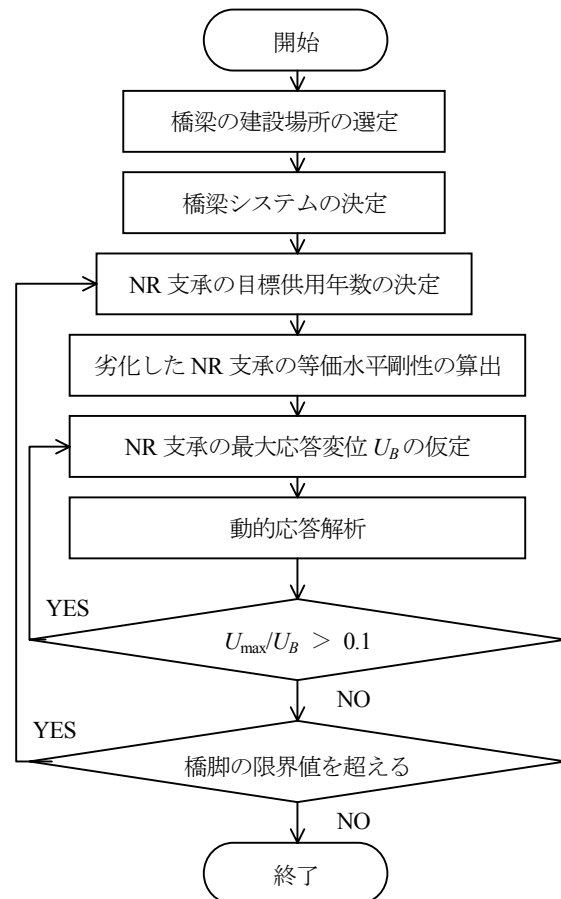 開始
橋梁の建設場所の選定
橋梁システムの決定
NR 支承の目標供用年数の決定
劣化した NR 支承の等価水平剛性の算出
NR 支承の最大応答変位 U_B の仮定
動的応答解析
YES
U_max/U_B > 0.1
NO
YES
橋脚の限界値を超える
NO
終了